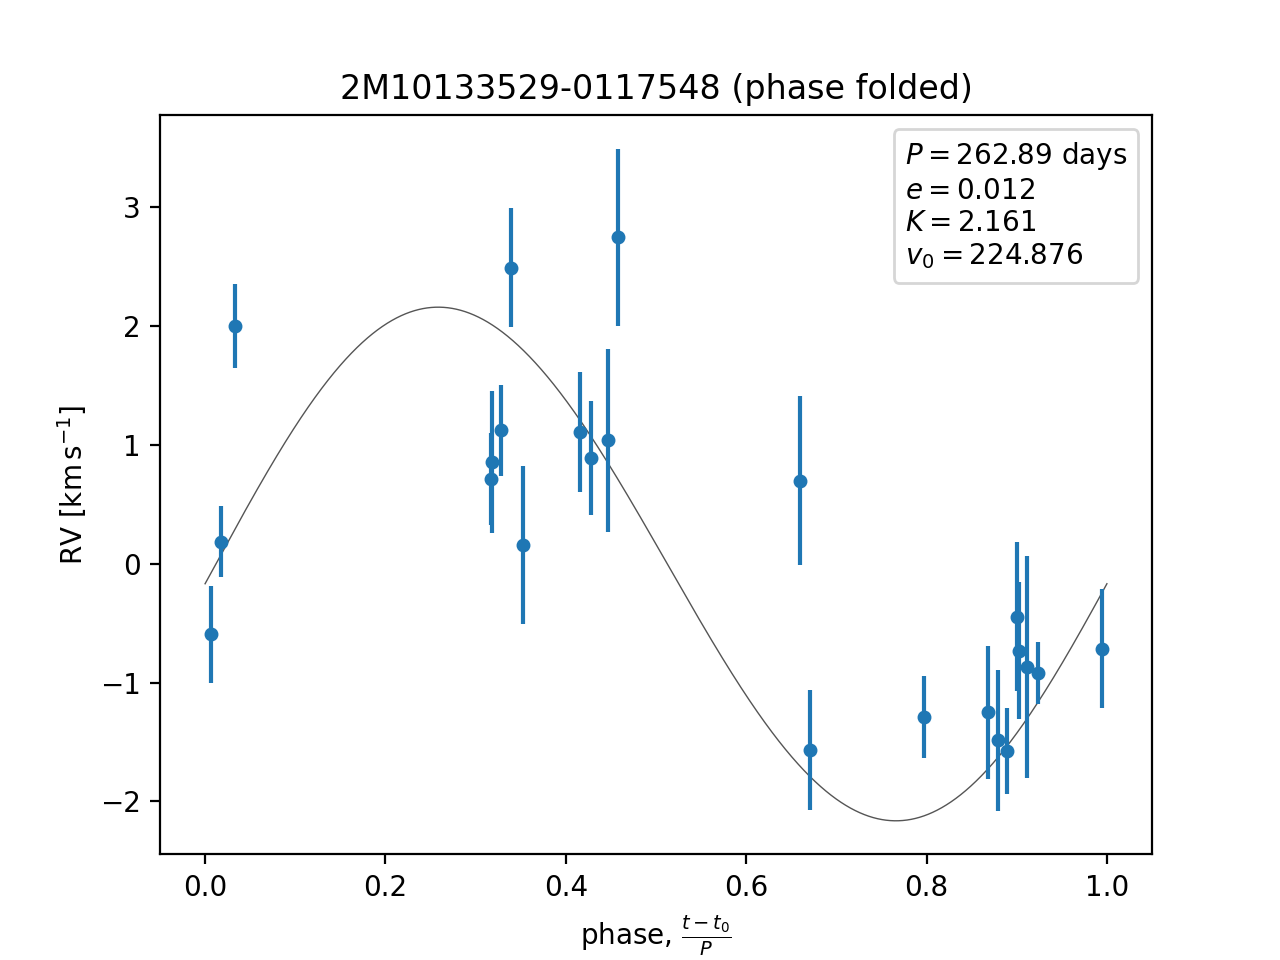 2M10133529-0117548 (phase folded)
P = 262.89 days
e = 0.012
K = 2.161
v₀ = 224.876
RV [km s⁻¹]
3
2
1
0
−1
−2
0.0 0.2 0.4 0.6 0.8 1.0
phase, (t − t₀)/P